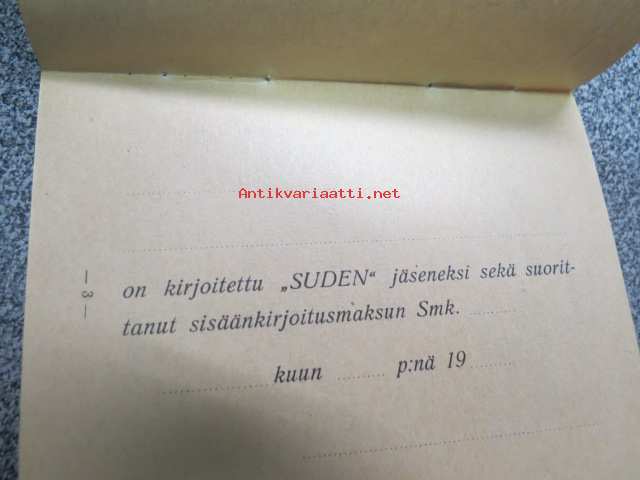 Antikvariaatti.net
on kirjoitettu „SUDEN“ jäseneksi sekä suorit-
tanut sisäänkirjoitusmaksun Smk. ..........
.................... kuun .......... p:nä 19 ..........
— 3 —